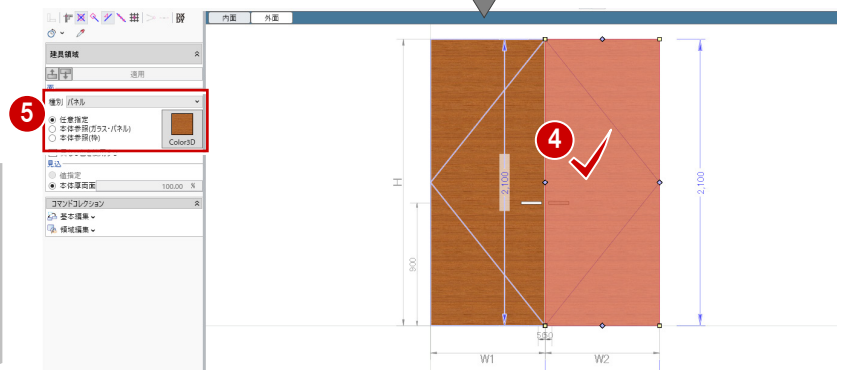 内面 外面
建具領域
適用
面
5
種別 パネル
任意指定
本体参照(ガラス・パネル)
本体参照(枠)
Color3D
見込
値指定
本体厚両面 100.00 %
コマンドコレクション
基本編集
領域編集
4
H
2,100
2,100
900
W1
W2